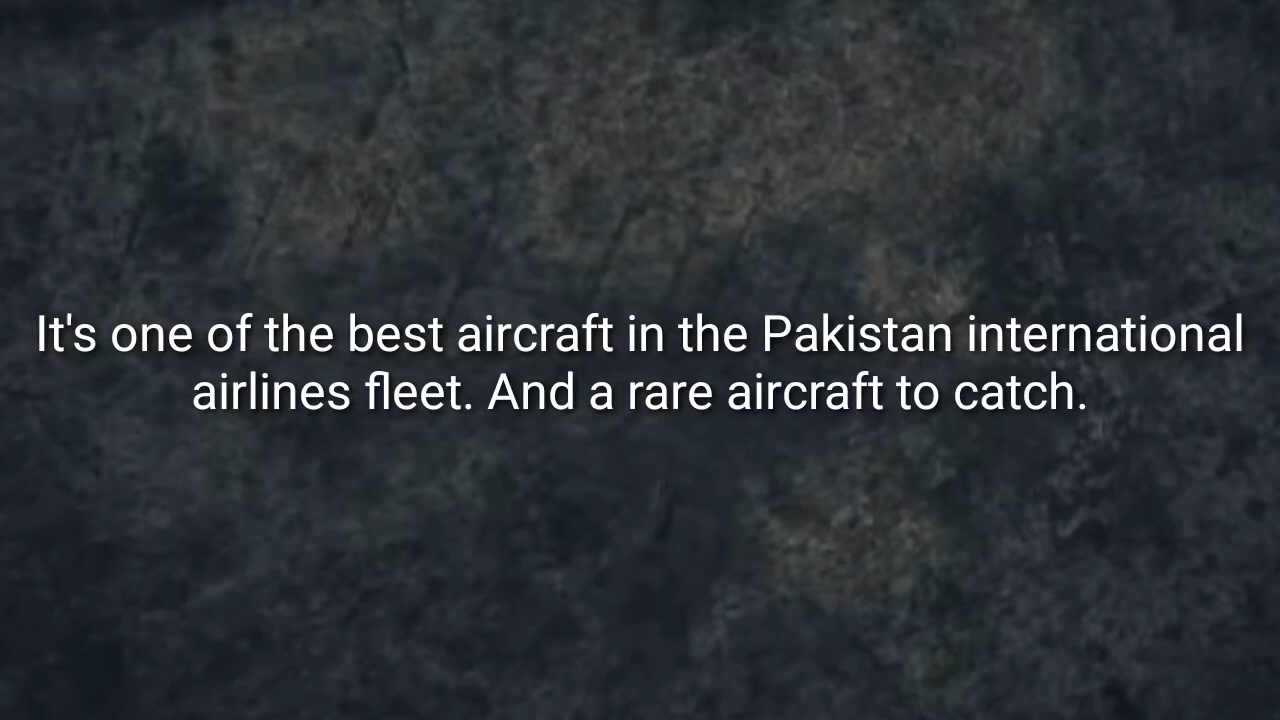 It's one of the best aircraft in the Pakistan international
airlines fleet. And a rare aircraft to catch.